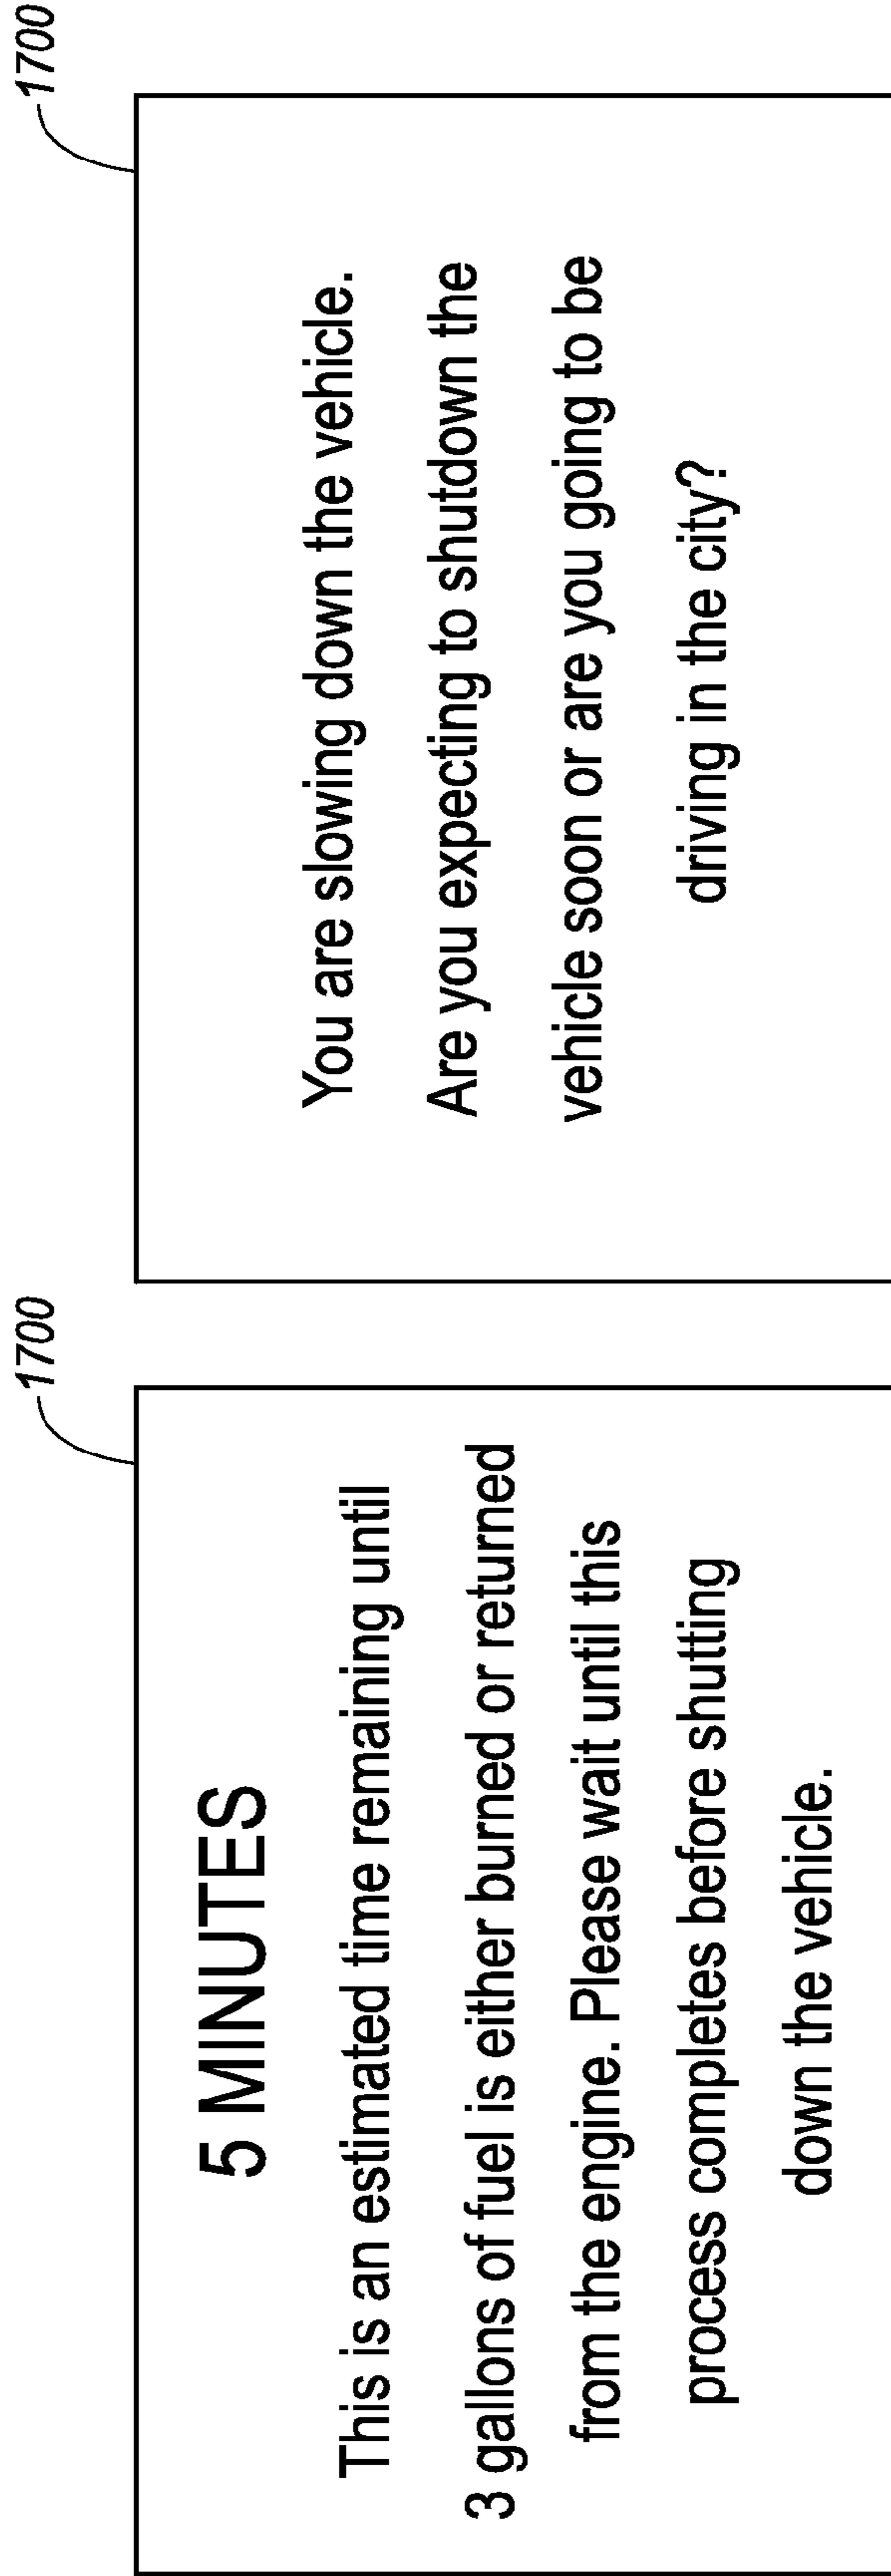 1700
5 MINUTES
This is an estimated time remaining until
3 gallons of fuel is either burned or returned
from the engine. Please wait until this
process completes before shutting
down the vehicle.
1700
You are slowing down the vehicle.
Are you expecting to shutdown the
vehicle soon or are you going to be
driving in the city?